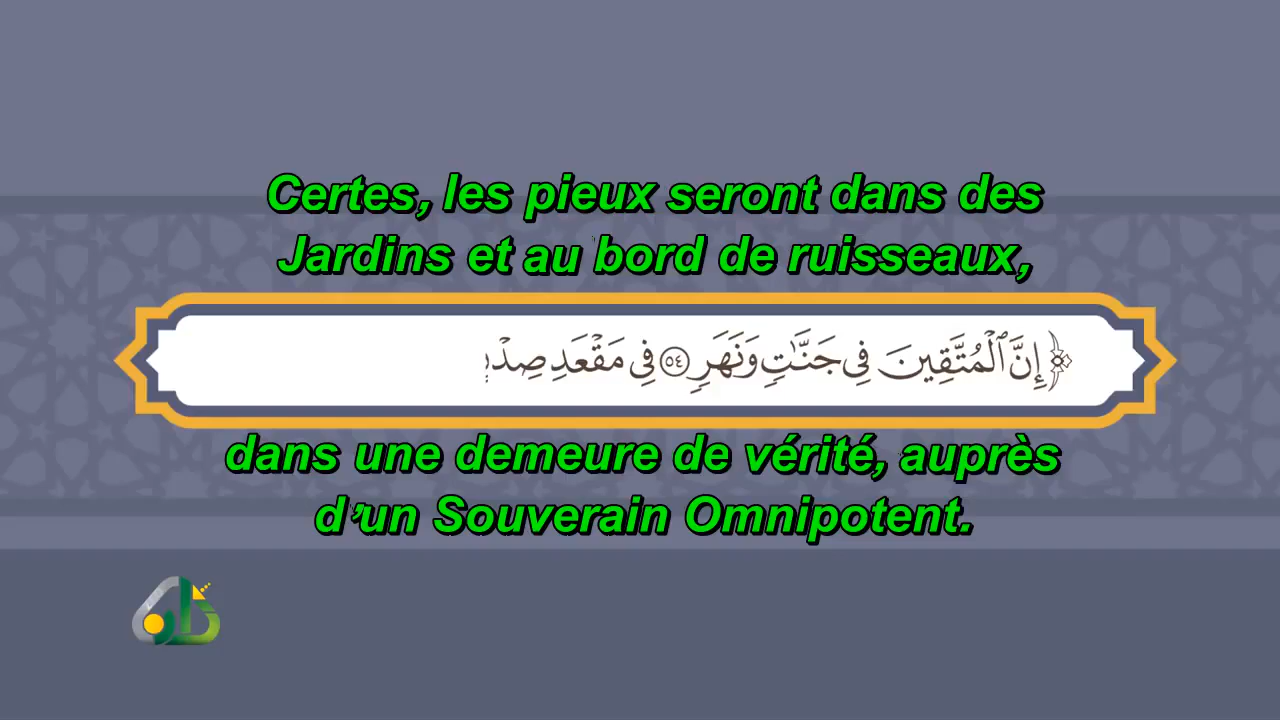 Certes, les pieux seront dans des
Jardins et au bord de ruisseaux,
﴿إِنَّ ٱلْمُتَّقِينَ فِي جَنَّٰتٖ وَنَهَرٖ ٥٤ فِي مَقْعَدِ صِدْ
dans une demeure de vérité, auprès
d’un Souverain Omnipotent.